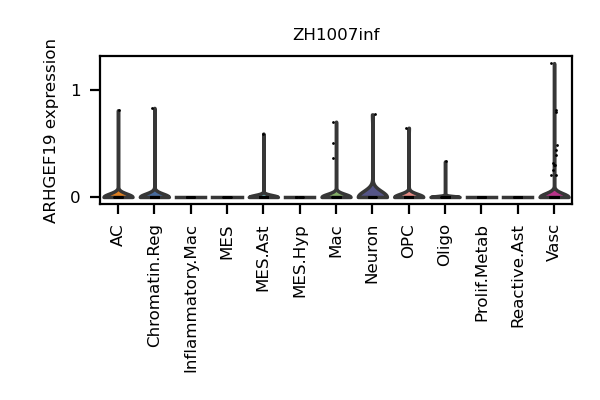 ZH1007inf
ARHGEF19 expression
1
0
AC
Chromatin.Reg
Inflammatory.Mac
MES
MES.Ast
MES.Hyp
Mac
Neuron
OPC
Oligo
Prolif.Metab
Reactive.Ast
Vasc